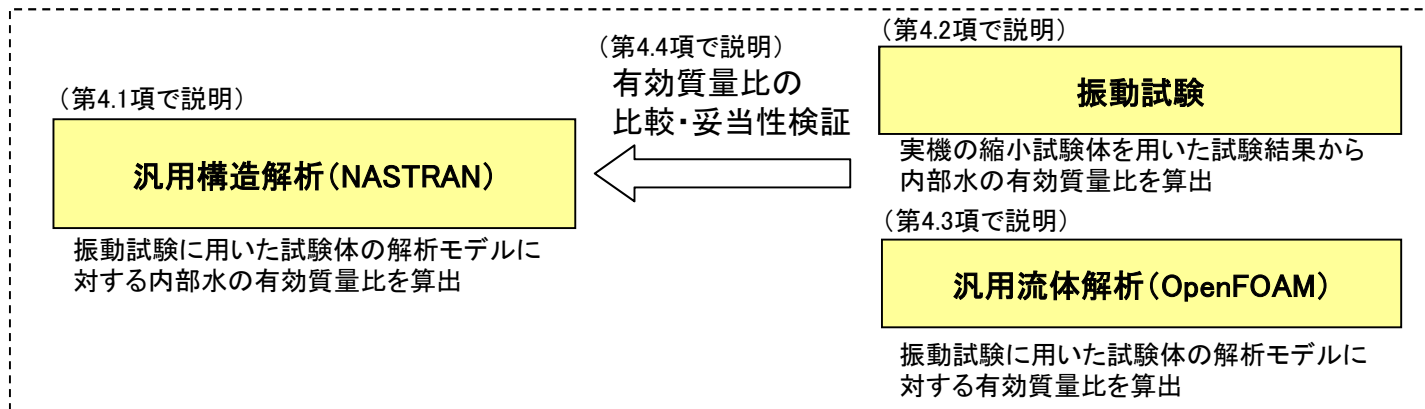 （第4.1項で説明）
汎用構造解析（NASTRAN）
振動試験に用いた試験体の解析モデルに
対する内部水の有効質量比を算出
（第4.4項で説明）
有効質量比の
比較・妥当性検証
（第4.2項で説明）
振動試験
実機の縮小試験体を用いた試験結果から
内部水の有効質量比を算出
（第4.3項で説明）
汎用流体解析（OpenFOAM）
振動試験に用いた試験体の解析モデルに
対する有効質量比を算出